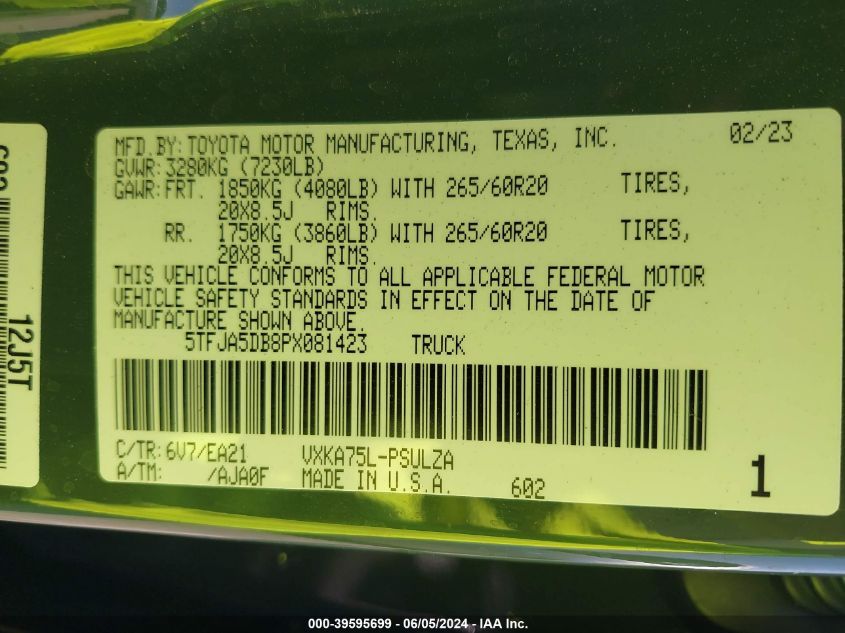 MFD.BY:TOYOTA MOTOR MANUFACTURING, TEXAS, INC. 02/23
GVWR:3280KG (7230LB)
GAWR:FRT. 1850KG (4080LB) WITH 265/60R20 TIRES,
20X8.5J RIMS.
RR. 1750KG (3860LB) WITH 265/60R20 TIRES,
20X8.5J RIMS.
THIS VEHICLE CONFORMS TO ALL APPLICABLE FEDERAL MOTOR
VEHICLE SAFETY STANDARDS IN EFFECT ON THE DATE OF
MANUFACTURE SHOWN ABOVE.
5TFJA5DB8PX081423 TRUCK
C/TR:6V7/EA21 VXKA75L-PSULZA
A/TM: /AJA0F MADE IN U.S.A. 602 1
12J5T
000-39595699 - 06/05/2024 - IAA Inc.